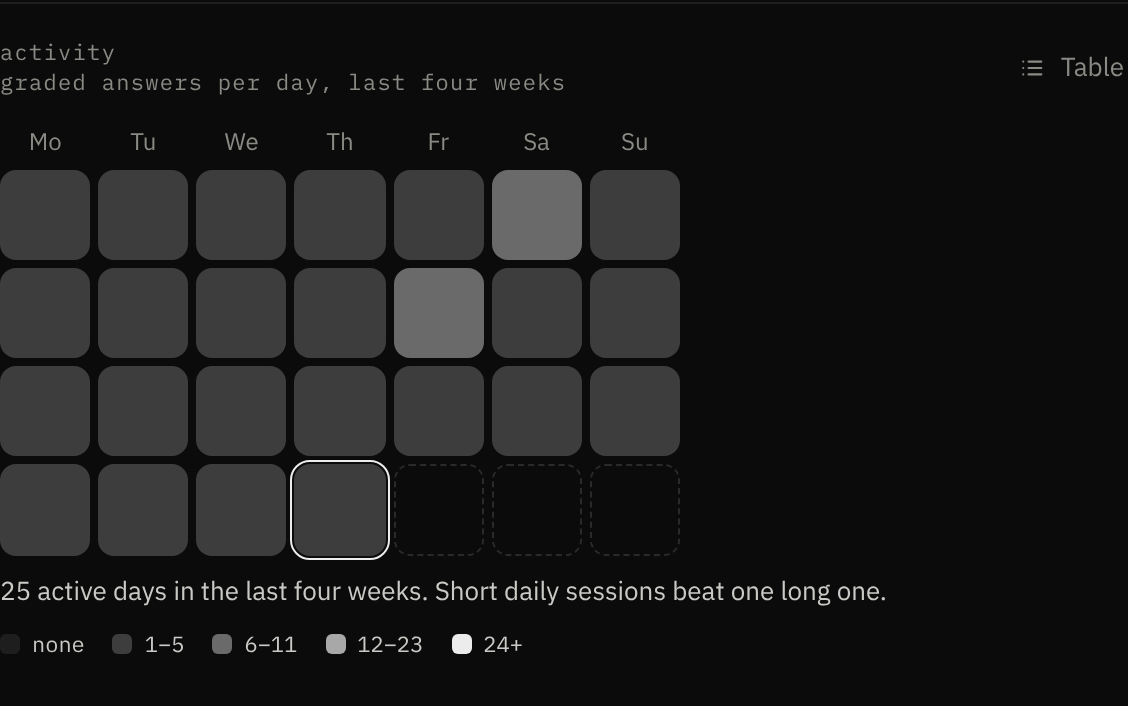 activity
graded answers per day, last four weeks
Table
Mo Tu We Th Fr Sa Su
25 active days in the last four weeks. Short daily sessions beat one long one.
none 1–5 6–11 12–23 24+